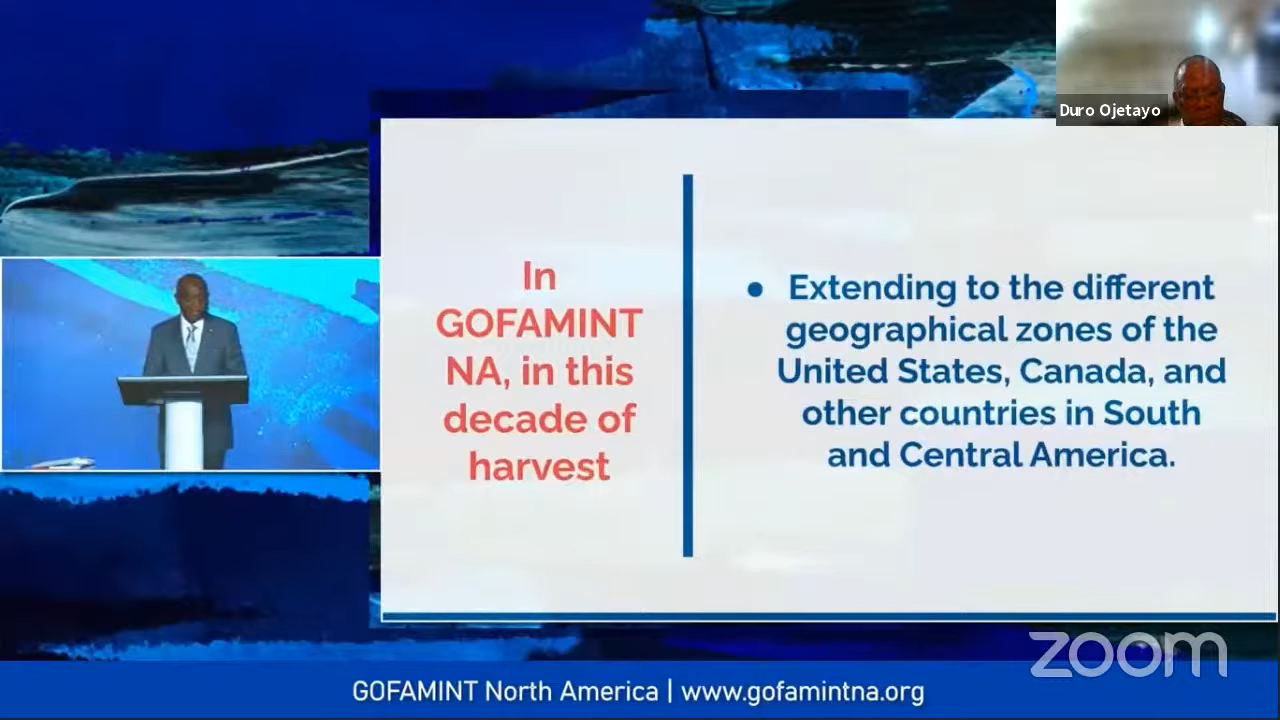 Duro Ojetayo
In
GOFAMINT
NA, in this
decade of
harvest
• Extending to the different
geographical zones of the
United States, Canada, and
other countries in South
and Central America.
zoom
GOFAMINT North America | www.gofamintna.org